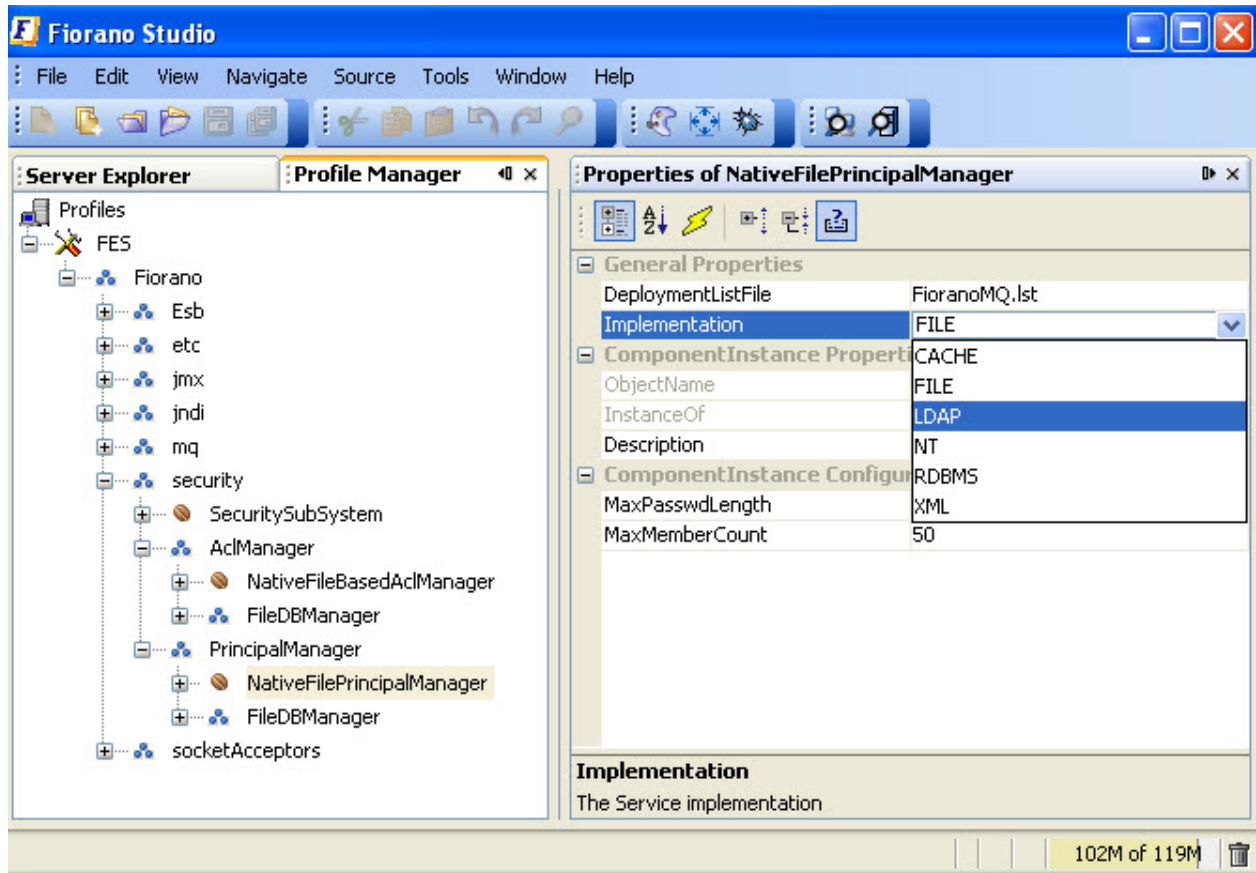 Fiorano Studio
File Edit View Navigate Source Tools Window Help
Server Explorer
Profile Manager
Profiles
FES
Fiorano
Esb
etc
jmx
jndi
mq
security
SecuritySubSystem
AclManager
NativeFileBasedAclManager
FileDBManager
PrincipalManager
NativeFilePrincipalManager
FileDBManager
socketAcceptors
Properties of NativeFilePrincipalManager
General Properties
DeploymentListFile FioranoMQ.lst
Implementation FILE
ComponentInstance Properti
ObjectName
InstanceOf
Description
ComponentInstance Configur
MaxPasswdLength
MaxMemberCount 50
CACHE
FILE
LDAP
NT
RDBMS
XML
Implementation
The Service implementation
102M of 119M